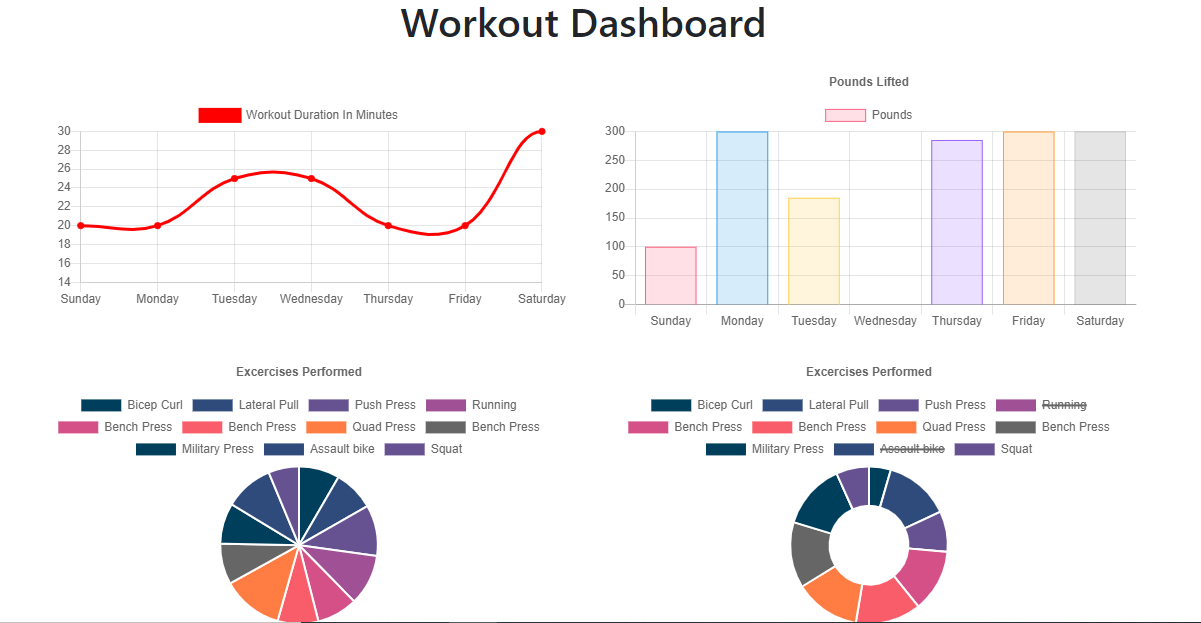 Workout Dashboard
Workout Duration In Minutes
30
28
26
24
22
20
18
16
14
Sunday Monday Tuesday Wednesday Thursday Friday Saturday
Pounds Lifted
Pounds
300
250
200
150
100
50
0
Sunday Monday Tuesday Wednesday Thursday Friday Saturday
Excercises Performed
Bicep Curl Lateral Pull Push Press Running
Bench Press Bench Press Quad Press Bench Press
Military Press Assault bike Squat
Excercises Performed
Bicep Curl Lateral Pull Push Press Running
Bench Press Bench Press Quad Press Bench Press
Military Press Assault bike Squat